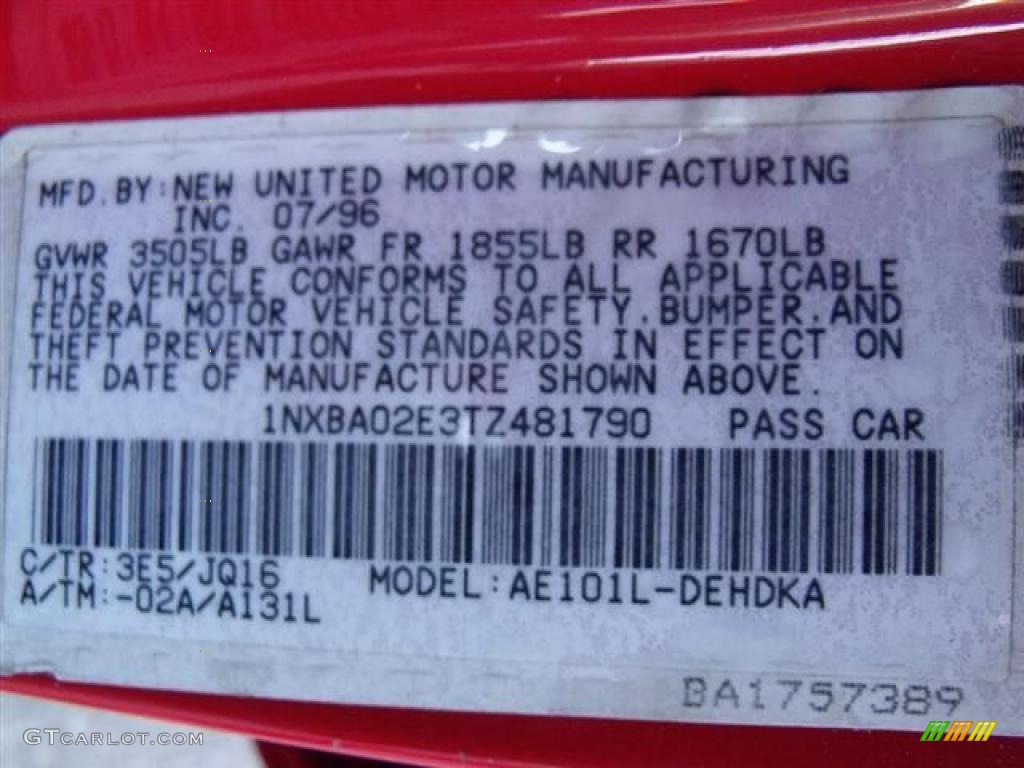 MFD. BY: NEW UNITED MOTOR MANUFACTURING
INC. 07/96
GVWR 3505LB GAWR FR 1855LB RR 1670LB
THIS VEHICLE CONFORMS TO ALL APPLICABLE
FEDERAL MOTOR VEHICLE SAFETY, BUMPER, AND
THEFT PREVENTION STANDARDS IN EFFECT ON
THE DATE OF MANUFACTURE SHOWN ABOVE.
1NXBA02E3TZ481790 PASS CAR
C/TR: 3E5/JQ16
A/TM: -02A/A131L
MODEL: AE101L-DEHDKA
BA1757389
GTCARLOT.COM